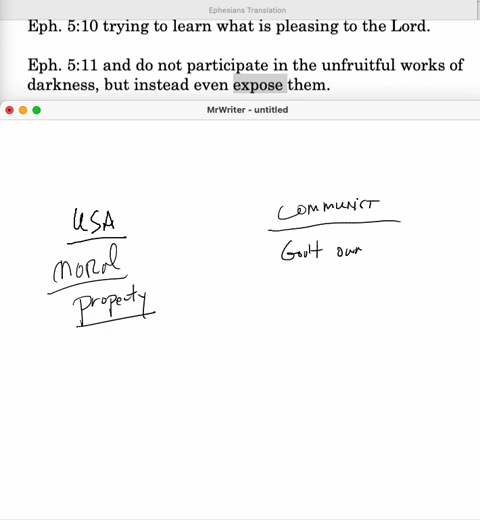 Ephesians Translation
Eph. 5:10 trying to learn what is pleasing to the Lord.
Eph. 5:11 and do not participate in the unfruitful works of
darkness, but instead even expose them.
MrWriter - untitled
USA
moral
property
Communist
Govt own